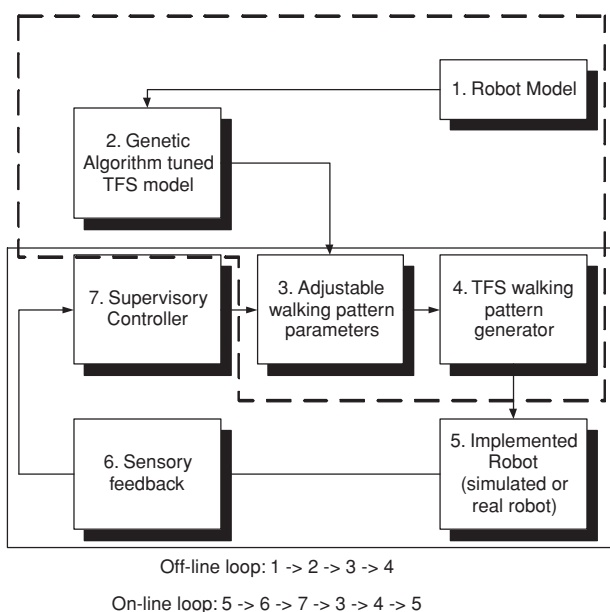 1. Robot Model
2. Genetic
Algorithm tuned
TFS model
7. Supervisory
Controller
3. Adjustable
walking pattern
parameters
4. TFS walking
pattern
generator
6. Sensory
feedback
5. Implemented
Robot
(simulated or
real robot)
Off-line loop: 1 -> 2 -> 3 -> 4
On-line loop: 5 -> 6 -> 7 -> 3 -> 4 -> 5